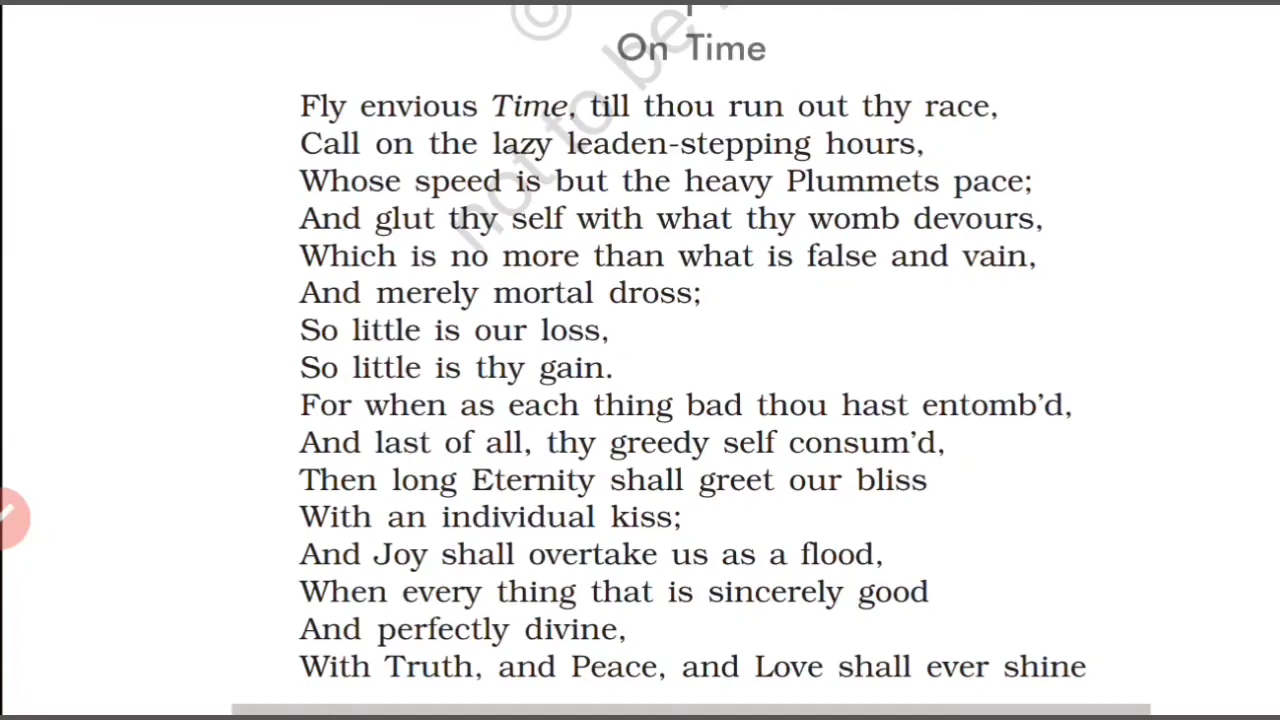 © not to be
On Time
Fly envious Time, till thou run out thy race,
Call on the lazy leaden-stepping hours,
Whose speed is but the heavy Plummets pace;
And glut thy self with what thy womb devours,
Which is no more than what is false and vain,
And merely mortal dross;
So little is our loss,
So little is thy gain.
For when as each thing bad thou hast entomb’d,
And last of all, thy greedy self consum’d,
Then long Eternity shall greet our bliss
With an individual kiss;
And Joy shall overtake us as a flood,
When every thing that is sincerely good
And perfectly divine,
With Truth, and Peace, and Love shall ever shine